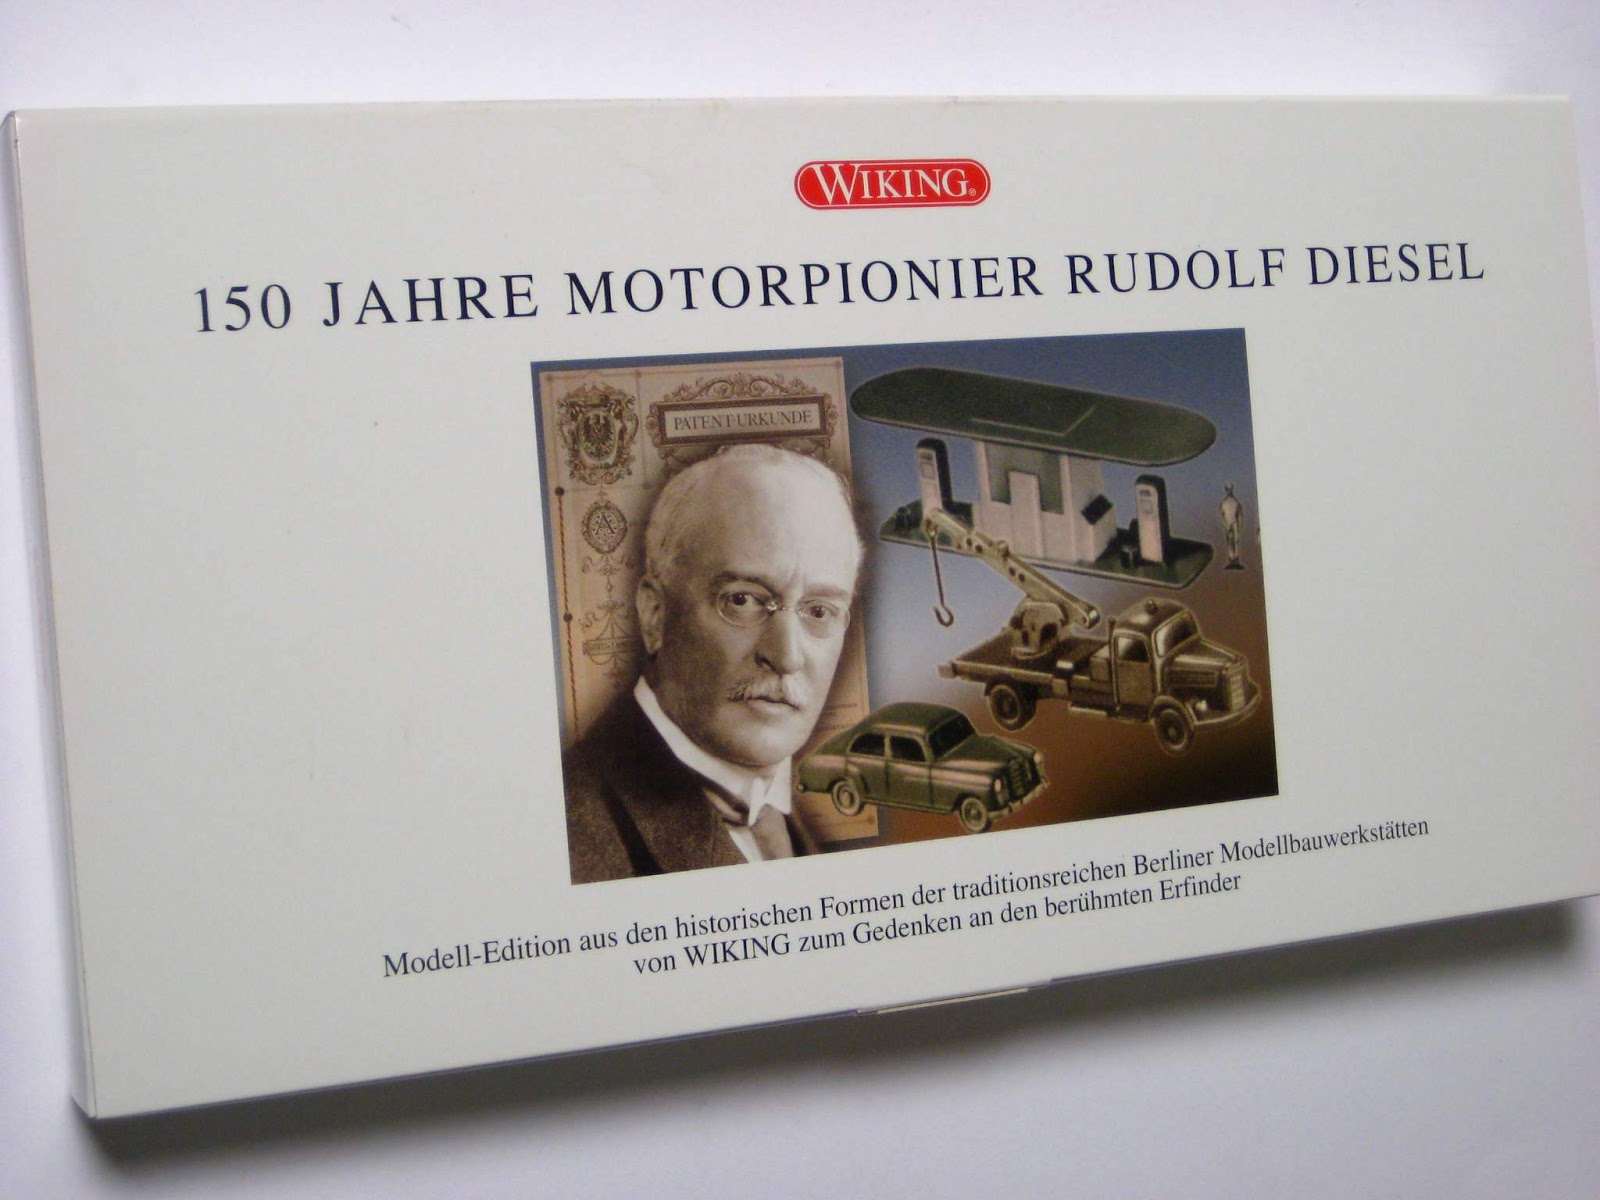 WIKING®
150 JAHRE MOTORPIONIER RUDOLF DIESEL
PATENT-URKUNDE
A
Modell-Edition aus den historischen Formen der traditionsreichen Berliner Modellbauwerkstätten
von WIKING zum Gedenken an den berühmten Erfinder